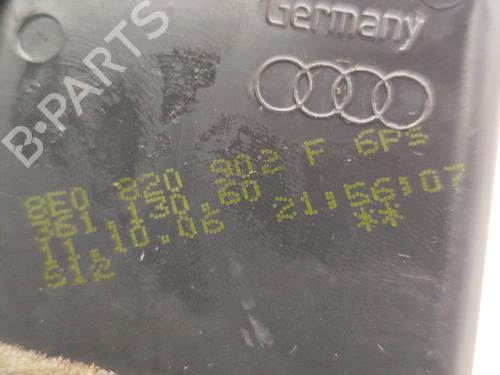 Germany
B-PARTS
8E0 820 902 F 6PS
361 130.60
11.10.06 21:56:07
S12 **